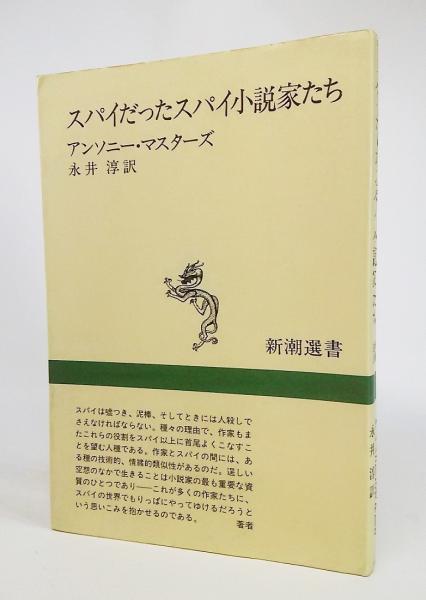 スパイだったスパイ小説家たち
アンソニー・マスターズ
永井 淳訳
新潮選書
スパイは嘘つき、泥棒、そしてときには人殺しで
さえなければならない。種々の理由で、作家もま
たこれらの役割をスパイ以上に首尾よくこなすこ
とを望む人種である。作家とスパイの間には、あ
る種の技術的、情緒的類似性があるのだ。逞しい
空想のなかで生きることは小説家の最も重要な資
質のひとつであり——これが多くの作家たちに、
スパイの世界でもりっぱにやってゆけるだろうと
いう思いこみを抱かせるのである。
著者
永井 淳訳